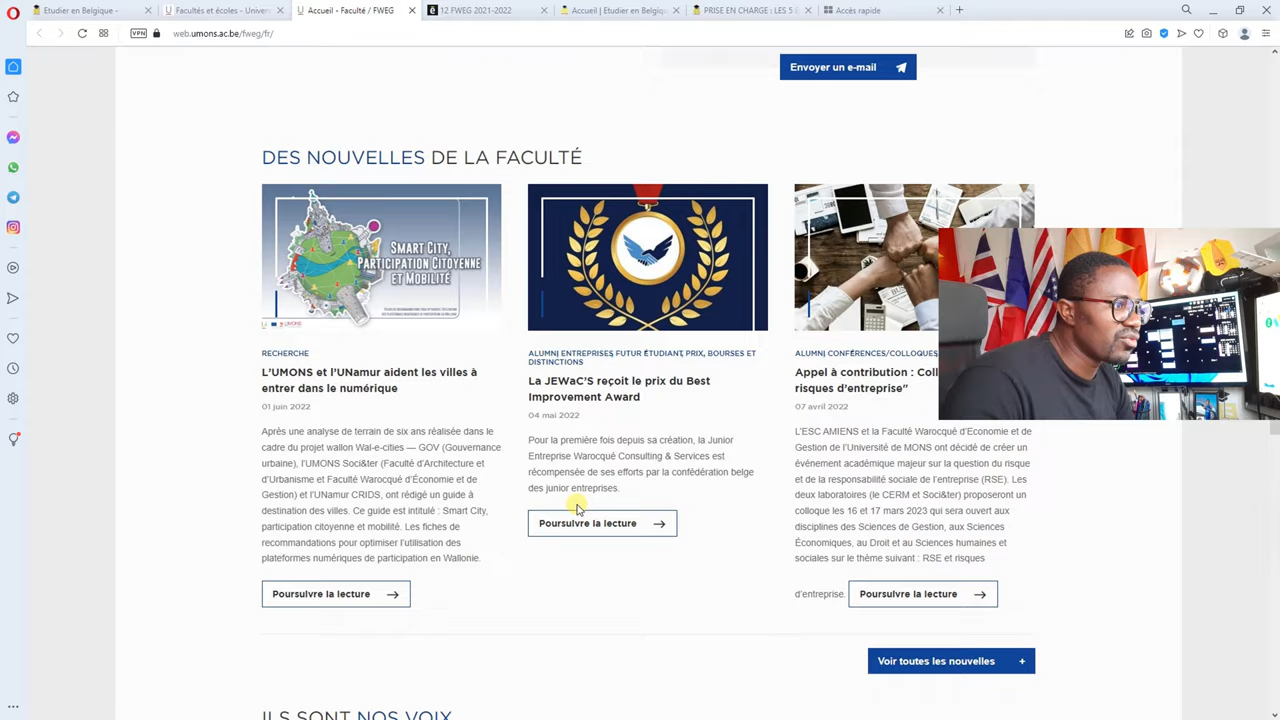 Etudier en Belgique -
Facultés et écoles - Univer
Accueil - Faculté / FWEG
12 FWEG 2021-2022
Accueil | Etudier en Belgiq
PRISE EN CHARGE : LES 5 É
Accès rapide
VPN
web.umons.ac.be/fweg/fr/
Envoyer un e-mail
DES NOUVELLES DE LA FACULTÉ
SMART CITY,
PARTICIPATION CITOYENNE
ET MOBILITÉ
UMONS
RECHERCHE
L'UMONS et l'UNamur aident les villes à
entrer dans le numérique
01 juin 2022
Après une analyse de terrain de six ans réalisée dans le
cadre du projet wallon Wal-e-cities — GOV (Gouvernance
urbaine), l'UMONS Soci&ter (Faculté d'Architecture et
d'Urbanisme et Faculté Warocqué d'Économie et de
Gestion) et l'UNamur CRIDS, ont rédigé un guide à
destination des villes. Ce guide est intitulé : Smart City,
participation citoyenne et mobilité. Les fiches de
recommandations pour optimiser l'utilisation des
plateformes numériques de participation en Wallonie.
Poursuivre la lecture
ALUMNI, ENTREPRISES, FUTUR ÉTUDIANT, PRIX, BOURSES ET
DISTINCTIONS
La JEWaC'S reçoit le prix du Best
Improvement Award
04 mai 2022
Pour la première fois depuis sa création, la Junior
Entreprise Warocqué Consulting & Services est
récompensée de ses efforts par la confédération belge
des junior entreprises.
Poursuivre la lecture
ALUMNI, CONFÉRENCES/COLLOQUES,
Appel à contribution : Coll
risques d'entreprise"
07 avril 2022
L'ESC AMIENS et la Faculté Warocqué d'Economie et de
Gestion de l'Université de MONS ont décidé de créer un
événement académique majeur sur la question du risque
et de la responsabilité sociale de l'entreprise (RSE). Les
deux laboratoires (le CERM et Soci&ter) proposeront un
colloque les 16 et 17 mars 2023 qui sera ouvert aux
disciplines des Sciences de Gestion, aux Sciences
Économiques, au Droit et au Sciences humaines et
sociales sur le thème suivant : RSE et risques
d'entreprise.
Poursuivre la lecture
Voir toutes les nouvelles +
ILS SONT NOS VOIX